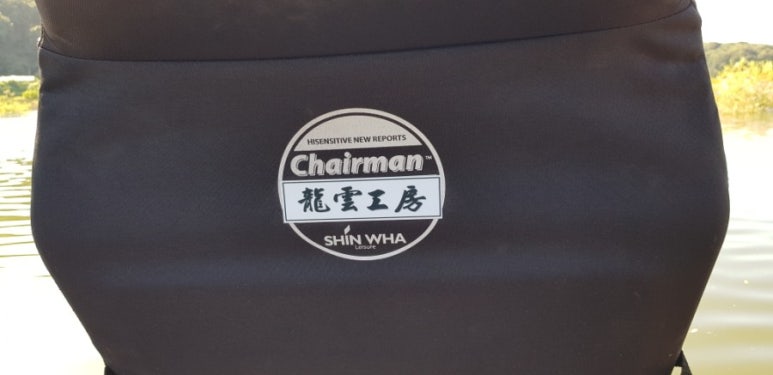 HISENSITIVE NEW REPORTS
Chairman™
龍雲工房
SHIN WHA
Leisure